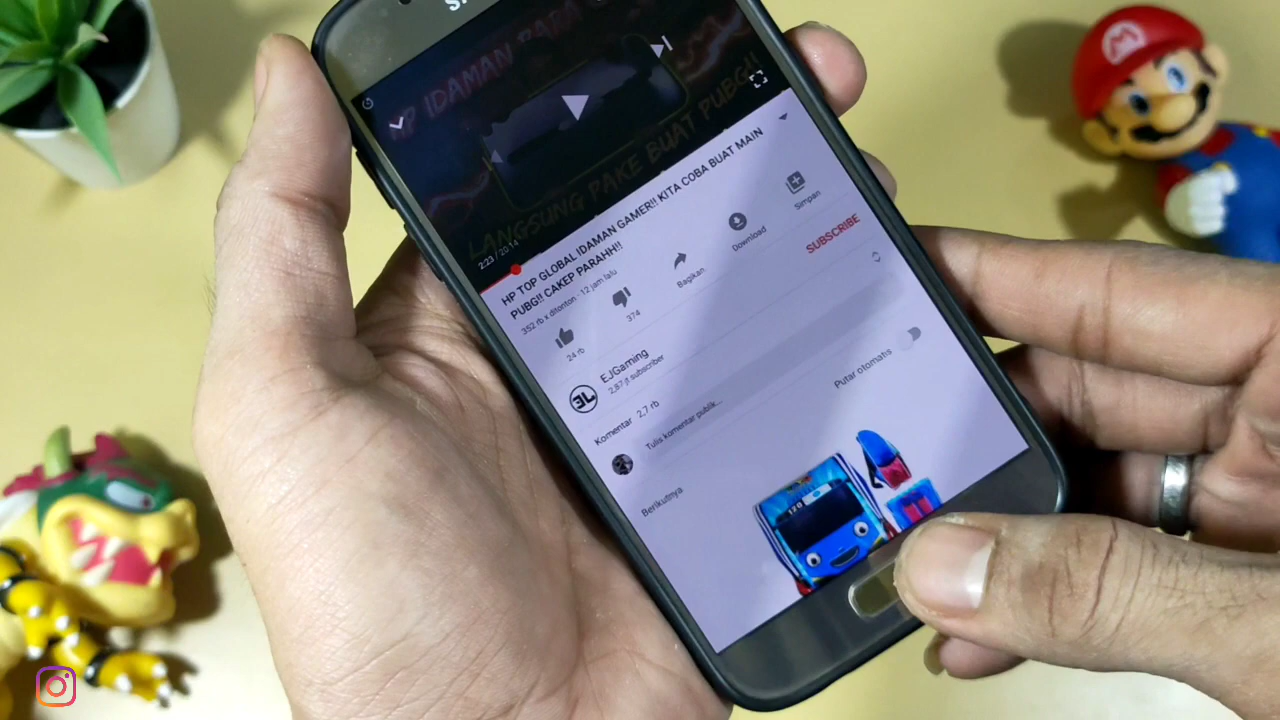 HP IDAMAN PARA
LANGSUNG PAKE BUAT PUBG!!
2:23 / 20:14
HP TOP GLOBAL IDAMAN GAMER!! KITA COBA BUAT MAIN
PUBG!! CAKEP PARAHH!!
352 rb x ditonton · 12 jam lalu
24 rb
374
Bagikan
Download
Simpan
EJGaming
2,87 jt subscriber
SUBSCRIBE
Komentar 2,7 rb
Tulis komentar publik...
Berikutnya
Putar otomatis
120
M